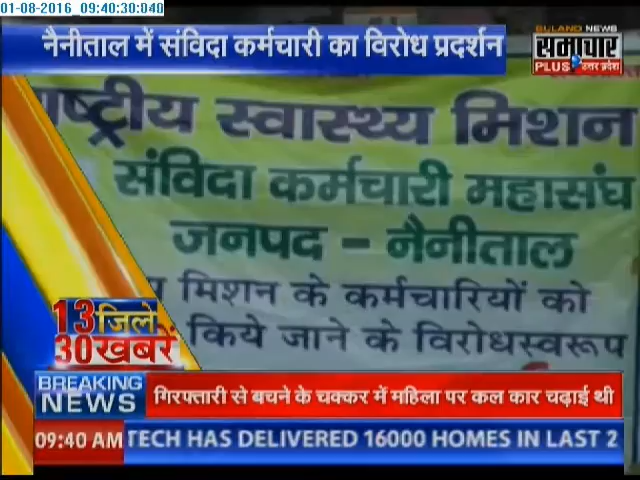 01-08-2016_09:40:30:040
BULAND NEWS
नैनीताल में संविदा कर्मचारी का विरोध प्रदर्शन
समाचार
PLUS उत्तर प्रदेश
राष्ट्रीय स्वास्थ्य मिशन
संविदा कर्मचारी महासंघ
जनपद - नैनीताल
मिशन के कर्मचारियों को
किये जाने के विरोधस्वरूप
13 जिले
30 खबरें
BREAKING
NEWS
गिरफ्तारी से बचने के चक्कर में महिला पर कल कार चढ़ाई थी
09:40 AM
TECH HAS DELIVERED 16000 HOMES IN LAST 2